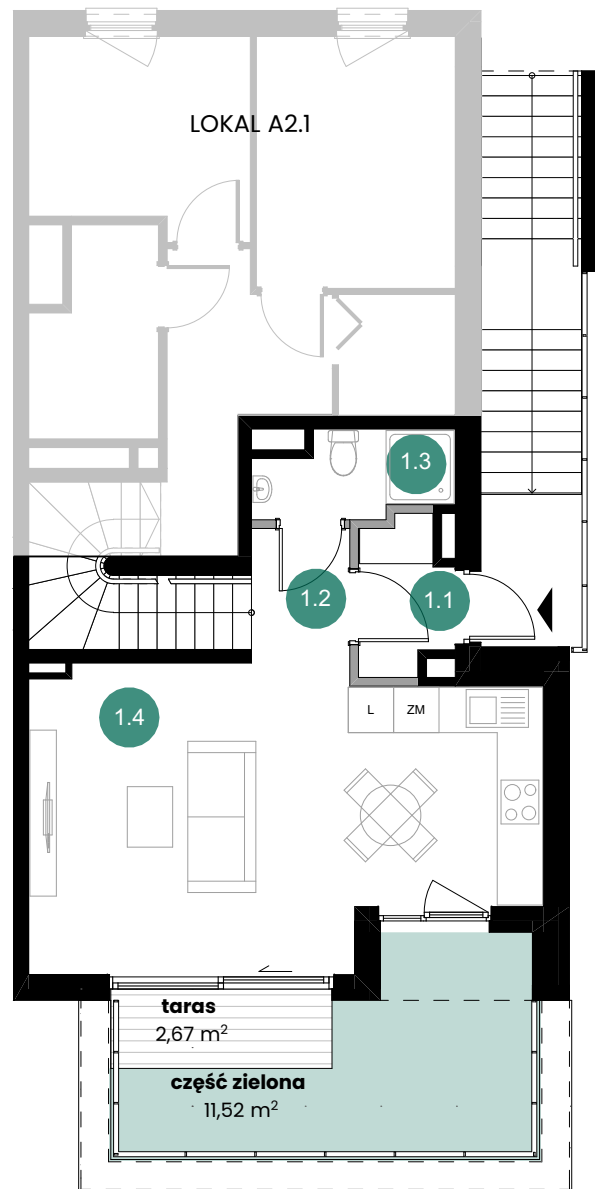 LOKAL A2.1
1.3
1.2
1.1
1.4
L
ZM
taras
2,67 m²
część zielona
11,52 m²